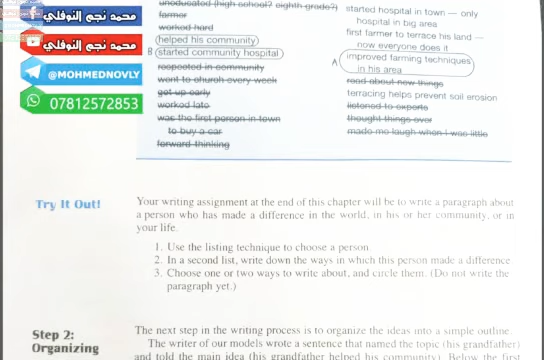 محمد نجم النوفلي
محمد نجم النوفلي
@MOHMEDNOVLY
07812572853
uneducated (high school? eighth grade?)
farmer
worked hard
helped his community
B started community hospital
respected in community
went to church every week
get up early
worked late
was the first person in town
to buy a car
forward thinking
started hospital in town — only
hospital in big area
first farmer to terrace his land —
now everyone does it
A improved farming techniques
in his area
read about new things
terracing helps prevent soil erosion
listened to experts
thought things over
made me laugh when I was little
Try It Out!
Your writing assignment at the end of this chapter will be to write a paragraph about
a person who has made a difference in the world, in his or her community, or in
your life.
1. Use the listing technique to choose a person
2. In a second list, write down the ways in which this person made a difference
3. Choose one or two ways to write about, and circle them. (Do not write the
paragraph yet.)
Step 2:
Organizing
The next step in the writing process is to organize the ideas into a simple outline.
The writer of our models wrote a sentence that named the topic (his grandfather)
and told the main idea (his grandfather helped his community). Below the first